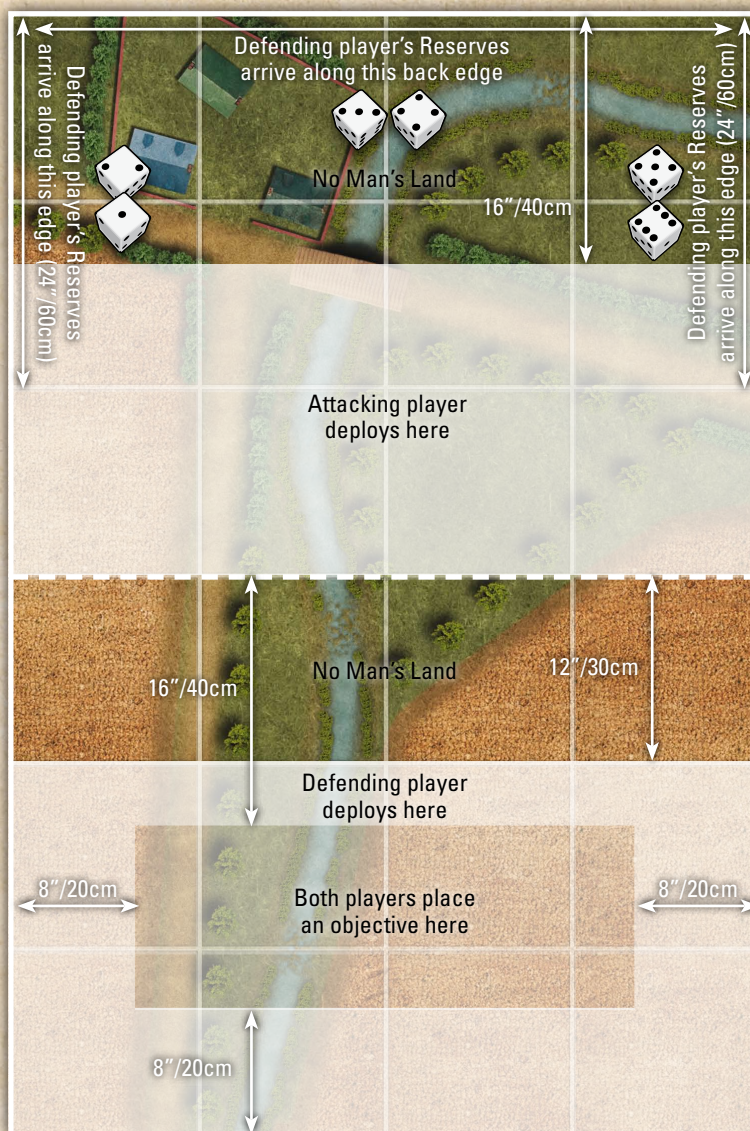 Defending player's Reserves
arrive along this back edge
Defending player's Reserves
arrive along this edge (24"/60cm)
Defending player's Reserves
arrive along this edge (24"/60cm)
No Man's Land
16"/40cm
Attacking player
deploys here
No Man's Land
16"/40cm
12"/30cm
Defending player
deploys here
8"/20cm
Both players place
an objective here
8"/20cm
8"/20cm